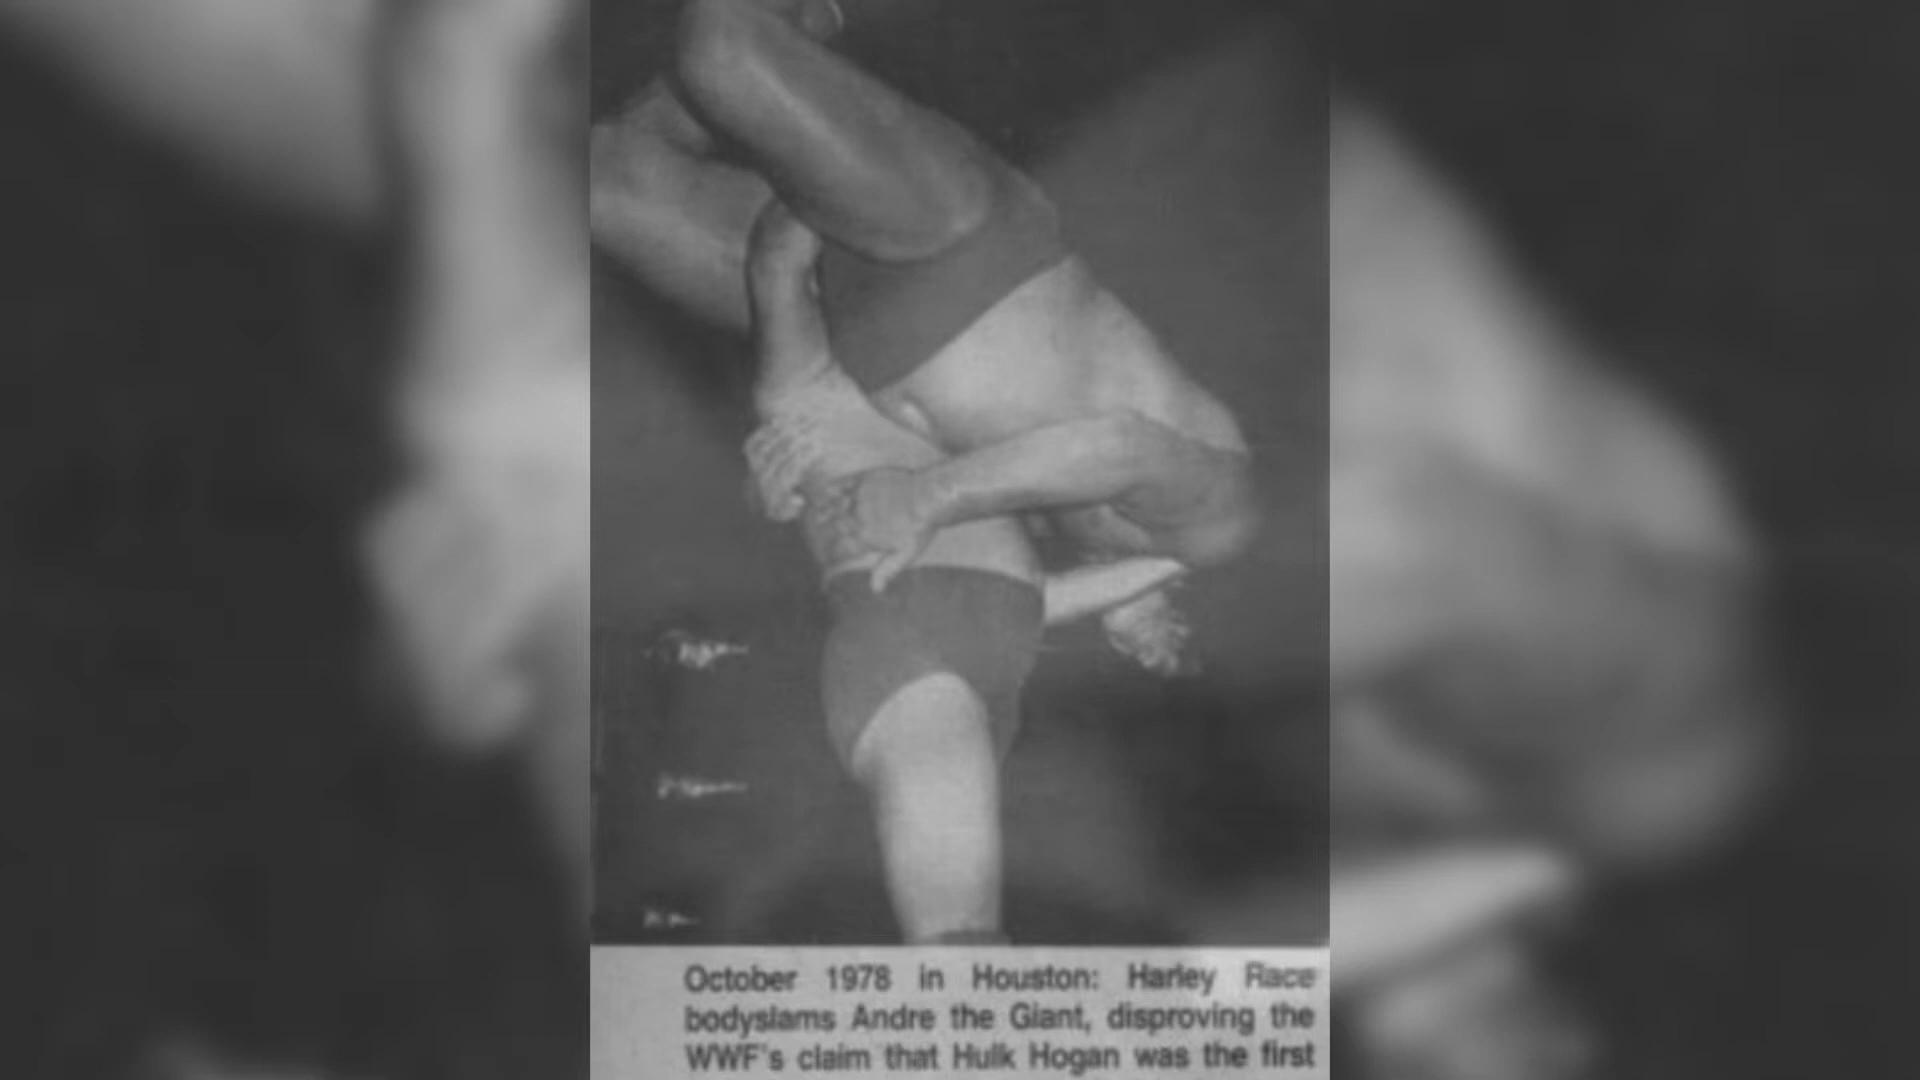 October 1978 in Houston: Harley Race
bodyslams Andre the Giant, disproving the
WWF's claim that Hulk Hogan was the first